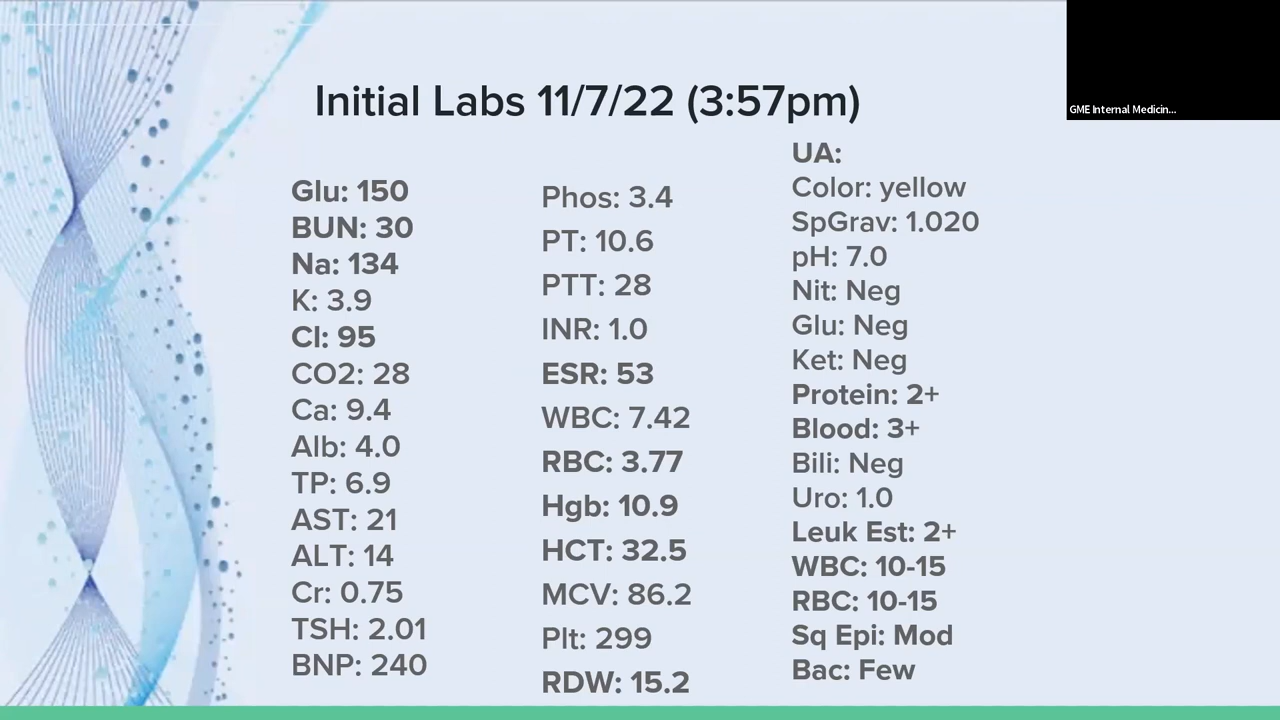 Initial Labs 11/7/22 (3:57pm)
GME Internal Medicin...
Glu: 150
BUN: 30
Na: 134
K: 3.9
Cl: 95
CO2: 28
Ca: 9.4
Alb: 4.0
TP: 6.9
AST: 21
ALT: 14
Cr: 0.75
TSH: 2.01
BNP: 240
Phos: 3.4
PT: 10.6
PTT: 28
INR: 1.0
ESR: 53
WBC: 7.42
RBC: 3.77
Hgb: 10.9
HCT: 32.5
MCV: 86.2
Plt: 299
RDW: 15.2
UA:
Color: yellow
SpGrav: 1.020
pH: 7.0
Nit: Neg
Glu: Neg
Ket: Neg
Protein: 2+
Blood: 3+
Bili: Neg
Uro: 1.0
Leuk Est: 2+
WBC: 10-15
RBC: 10-15
Sq Epi: Mod
Bac: Few